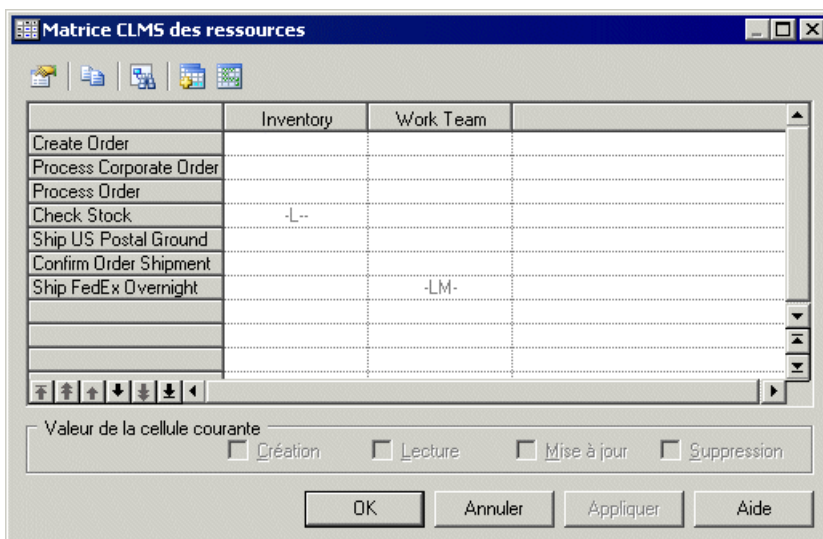 Matrice CLMS des ressources
Inventory Work Team
Create Order
Process Corporate Order
Process Order
Check Stock -L--
Ship US Postal Ground
Confirm Order Shipment
Ship FedEx Overnight -LM-
Valeur de la cellule courante
Création Lecture Mise à jour Suppression
OK Annuler Appliquer Aide